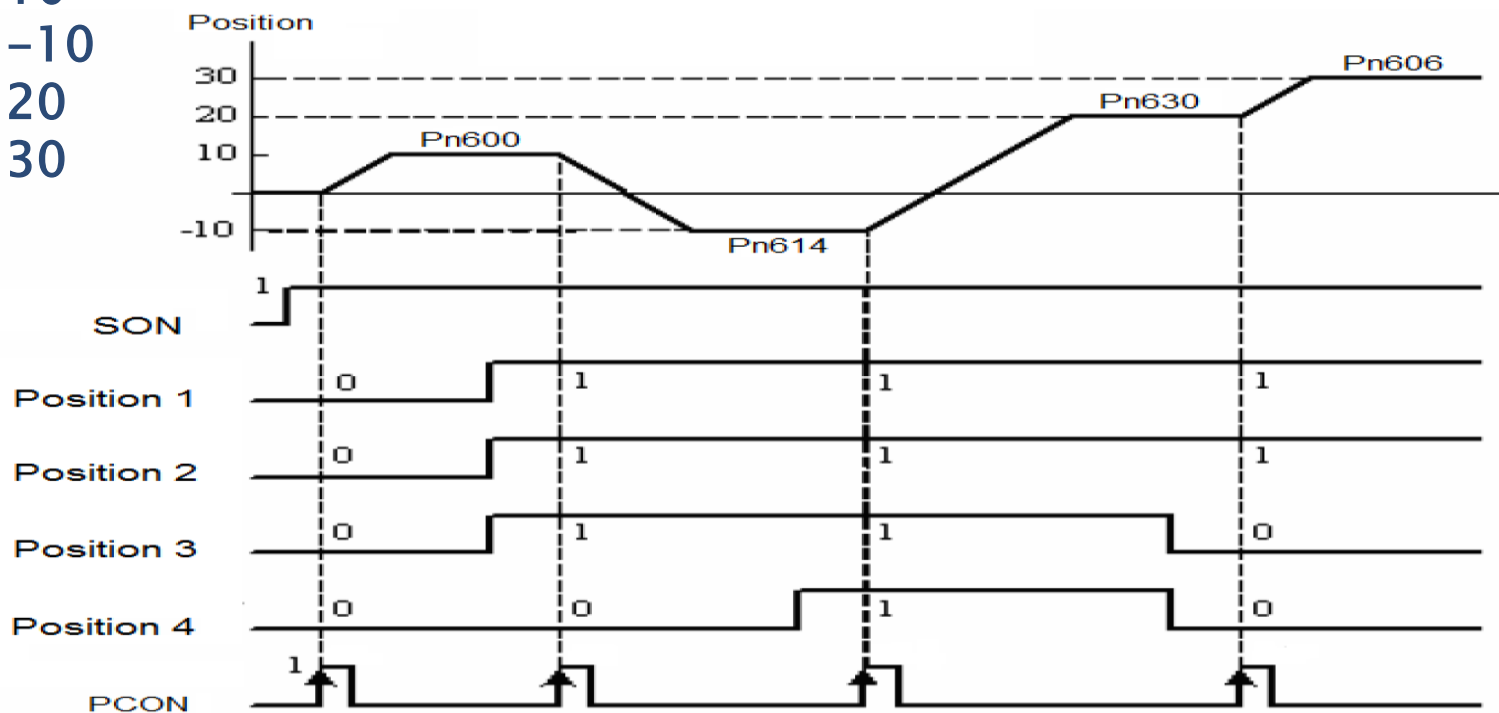 -10
20
30
Position
30
20
10
-10
Pn600
Pn614
Pn630
Pn606
1
SON
Position 1
0 1 1 1
Position 2
0 1 1 1
Position 3
0 1 1 0
Position 4
0 0 1 0
1
PCON